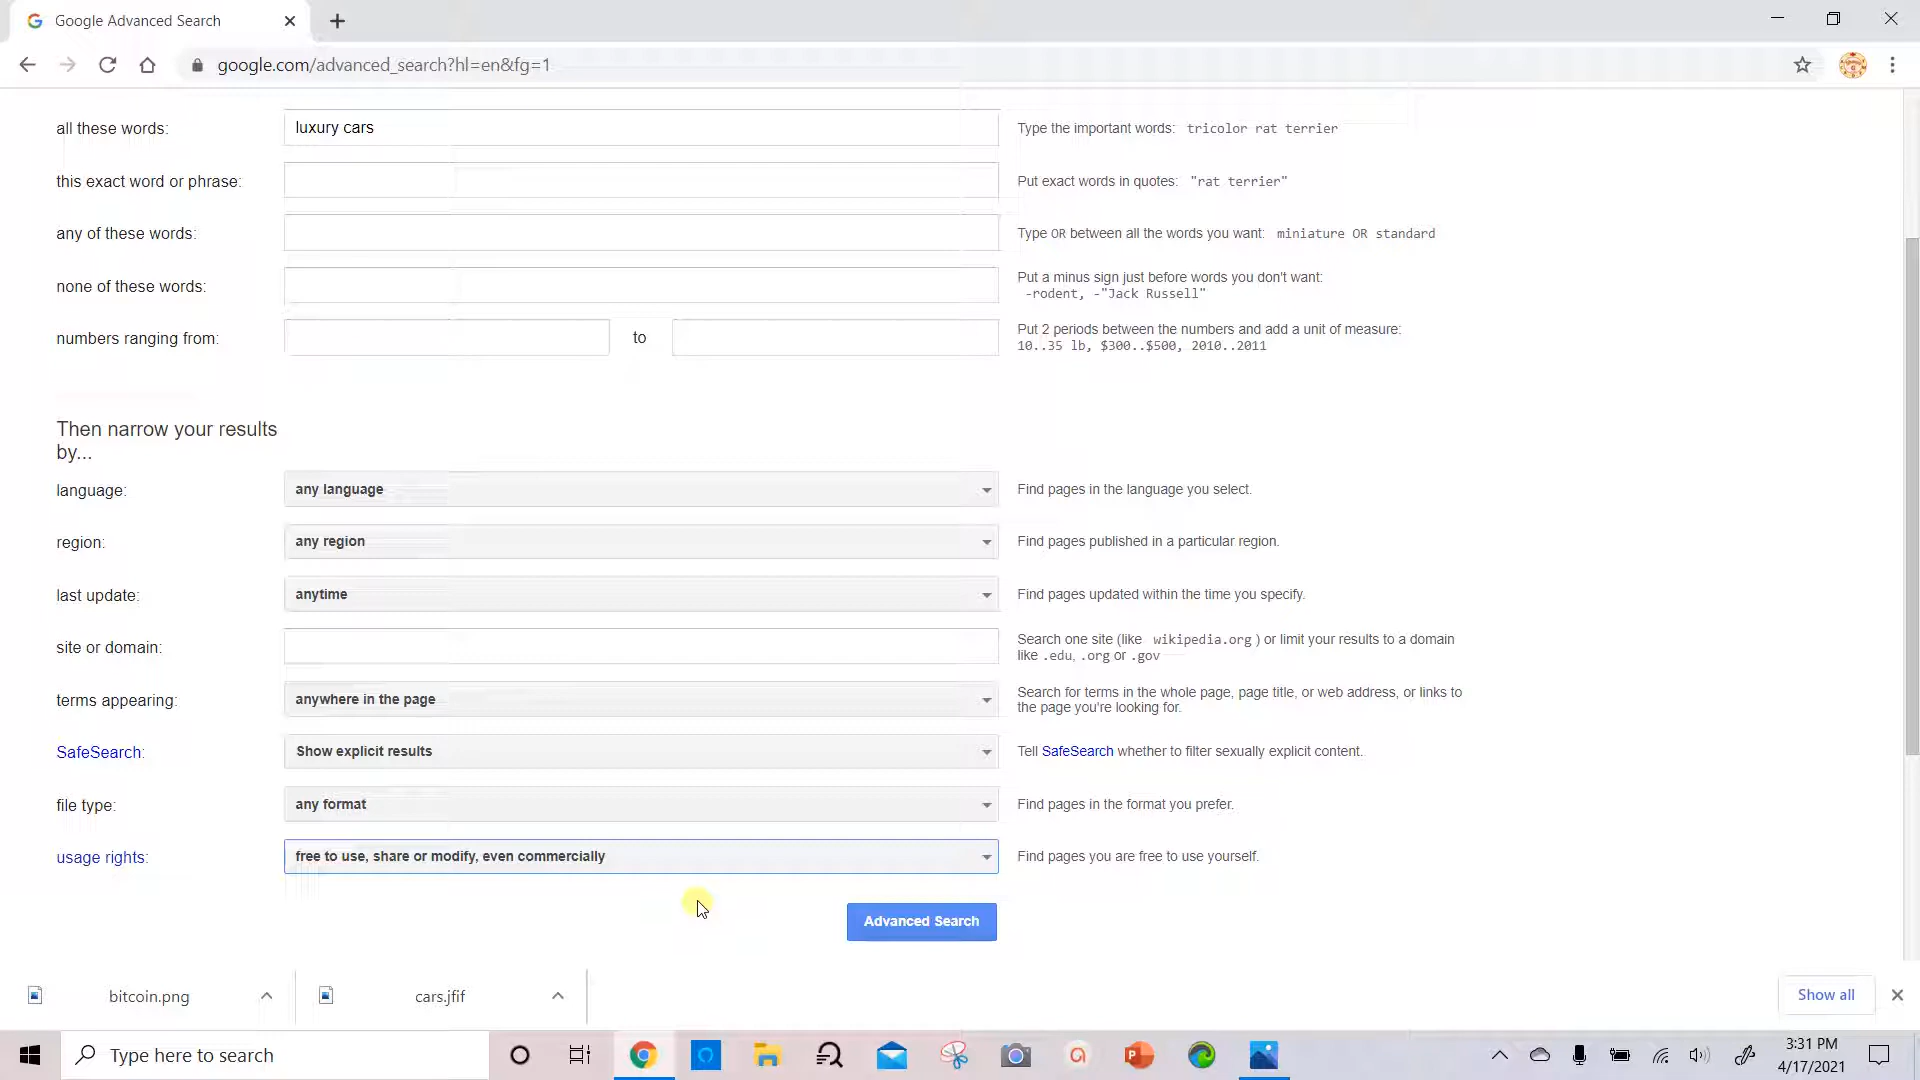 Google Advanced Search
google.com/advanced_search?hl=en&fg=1
all these words: luxury cars Type the important words: tricolor rat terrier
this exact word or phrase: Put exact words in quotes: "rat terrier"
any of these words: Type OR between all the words you want: miniature OR standard
none of these words: Put a minus sign just before words you don't want:
-rodent, -"Jack Russell"
numbers ranging from: to Put 2 periods between the numbers and add a unit of measure:
10..35 lb, $300..$500, 2010..2011
Then narrow your results
by...
language: any language Find pages in the language you select.
region: any region Find pages published in a particular region.
last update: anytime Find pages updated within the time you specify.
site or domain: Search one site (like wikipedia.org ) or limit your results to a domain
like .edu, .org or .gov
terms appearing: anywhere in the page Search for terms in the whole page, page title, or web address, or links to
the page you're looking for.
SafeSearch: Show explicit results Tell SafeSearch whether to filter sexually explicit content.
file type: any format Find pages in the format you prefer.
usage rights: free to use, share or modify, even commercially Find pages you are free to use yourself.
Advanced Search
bitcoin.png cars.jfif Show all
Type here to search 3:31 PM
4/17/2021